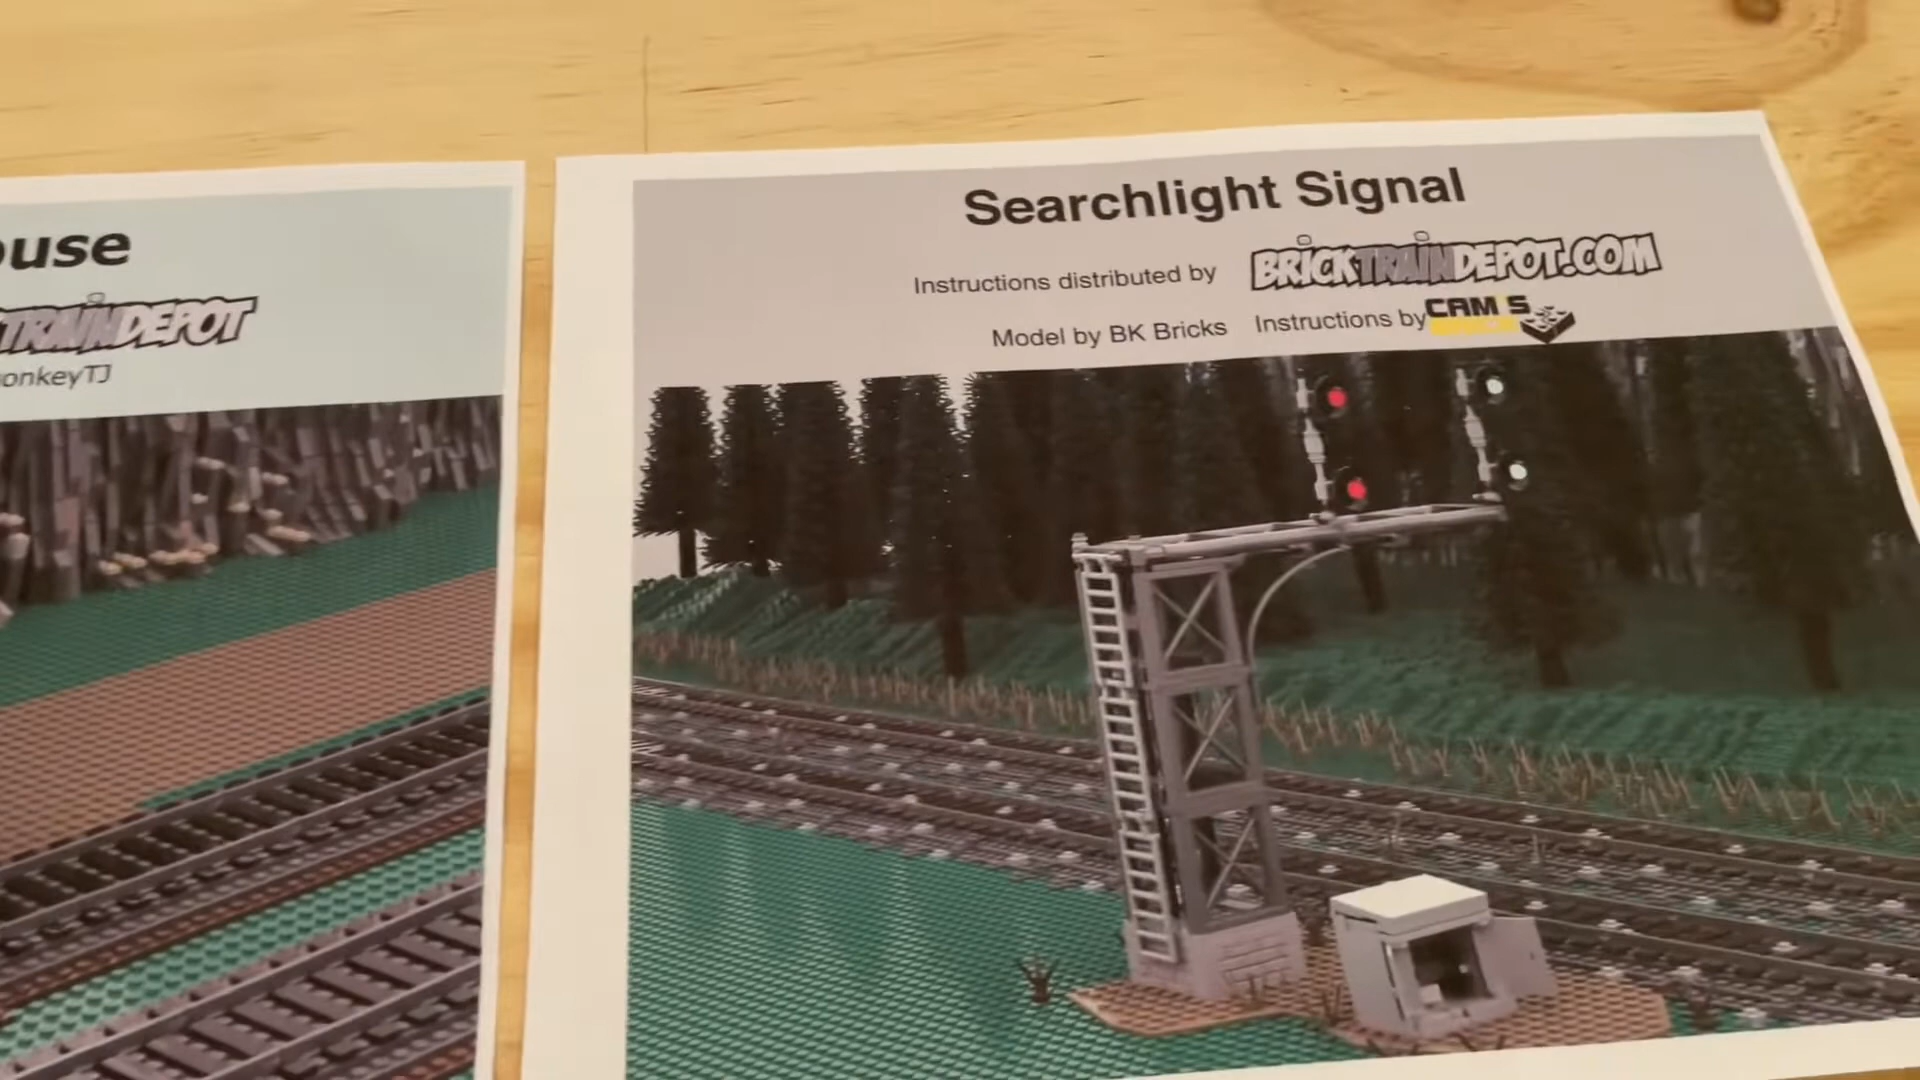 ouse
TRAINDEPOT
onkeyTJ
Searchlight Signal
Instructions distributed by BRICKTRAINDEPOT.COM
Model by BK Bricks Instructions by CAM'S